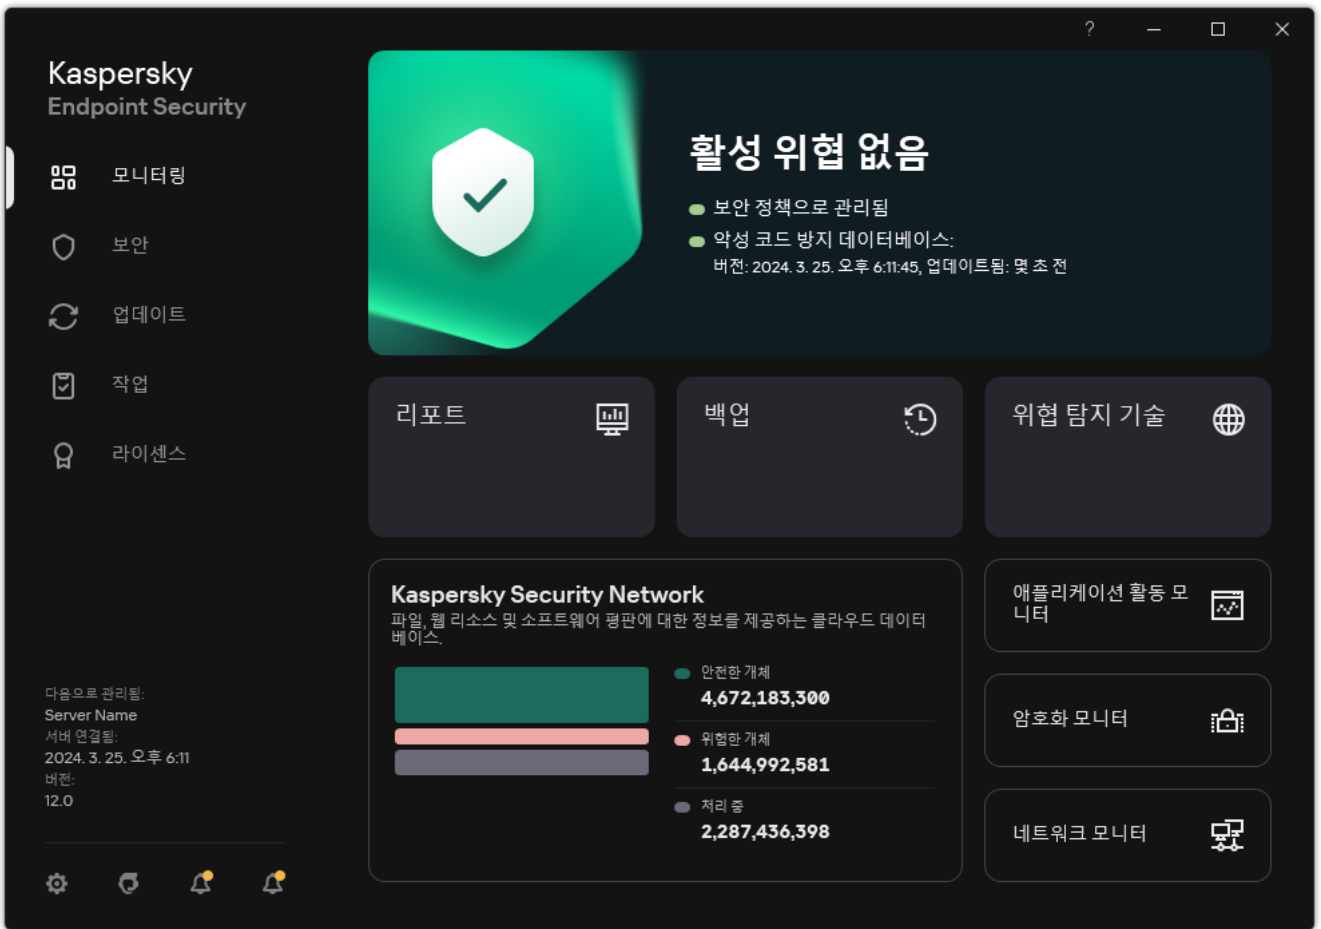 ?
Kaspersky
Endpoint Security
모니터링
보안
업데이트
작업
라이센스
다음으로 관리됨:
Server Name
서버 연결됨:
2024. 3. 25. 오후 6:11
버전:
12.0
활성 위협 없음
보안 정책으로 관리됨
악성 코드 방지 데이터베이스:
버전: 2024. 3. 25. 오후 6:11:45, 업데이트됨: 몇 초 전
리포트
백업
위협 탐지 기술
Kaspersky Security Network
파일, 웹 리소스 및 소프트웨어 평판에 대한 정보를 제공하는 클라우드 데이터
베이스.
안전한 개체
4,672,183,300
위험한 개체
1,644,992,581
처리 중
2,287,436,398
애플리케이션 활동 모
니터
암호화 모니터
네트워크 모니터